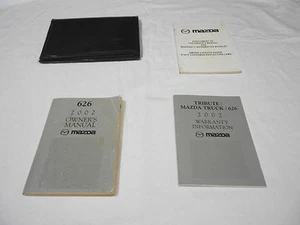 mazda
626
2002
OWNER'S
MANUAL
mazda
TRIBUTE /
MAZDA TRUCK / 626
2002
WARRANTY
INFORMATION
mazda